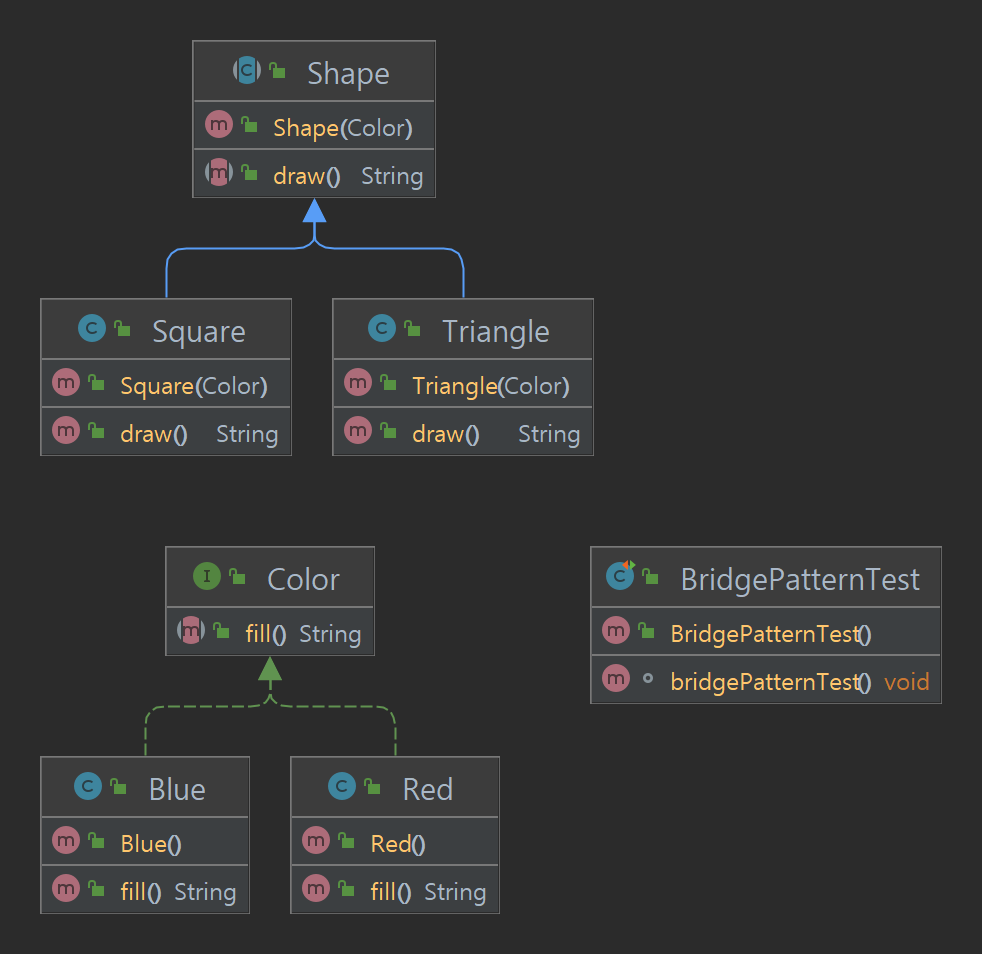 Shape
Shape(Color)
draw() String
Square
Square(Color)
draw() String
Triangle
Triangle(Color)
draw() String
Color
fill() String
BridgePatternTest
BridgePatternTest()
bridgePatternTest() void
Blue
Blue()
fill() String
Red
Red()
fill() String